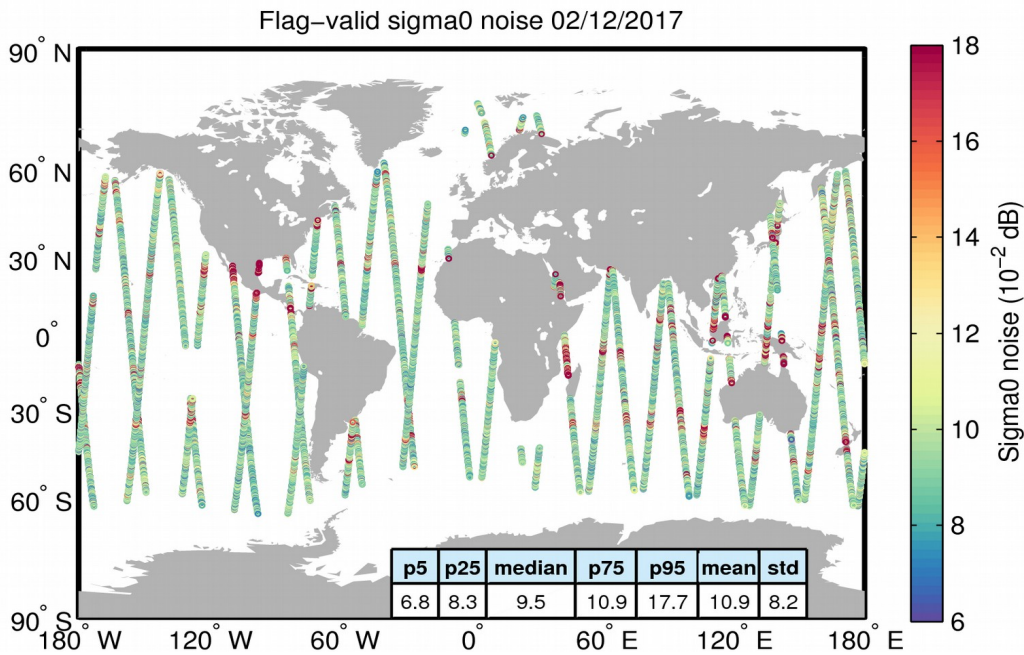 Flag−valid sigma0 noise 02/12/2017
90° N
60° N
30° N
0°
30° S
60° S
90° S
180° W
120° W
60° W
0°
60° E
120° E
180° E
18
16
14
12
10
8
6
Sigma0 noise (10⁻² dB)
p5 p25 median p75 p95 mean std
6.8 8.3 9.5 10.9 17.7 10.9 8.2